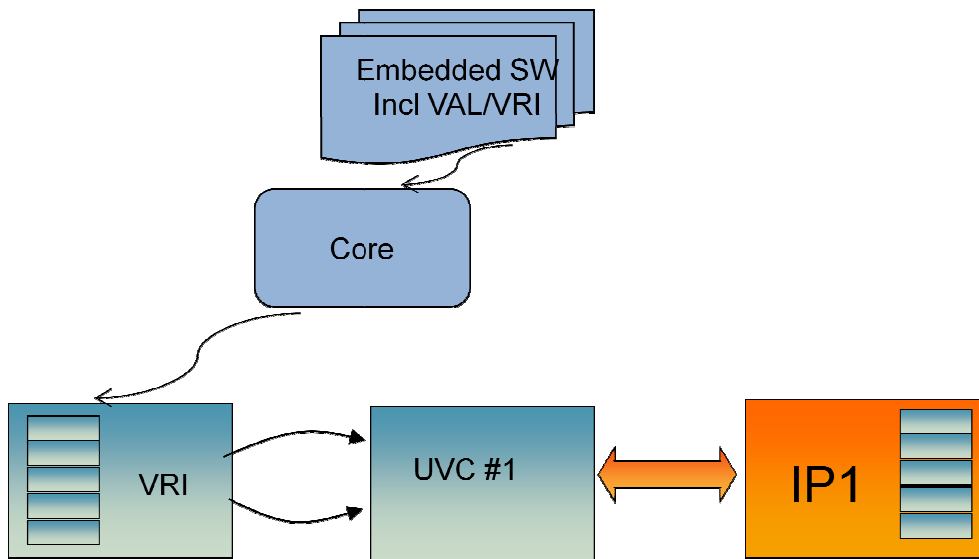 Embedded SW
Incl VAL/VRI
Core
VRI
UVC #1
IP1